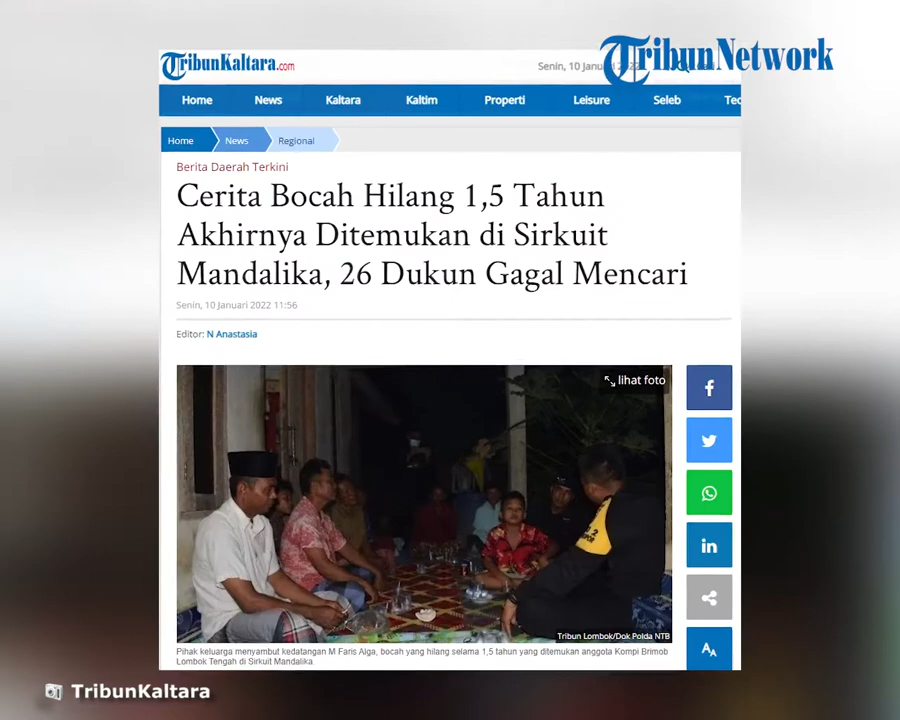 TribunNetwork
TribunKaltara.com
Senin, 10 Janu
Home News Kaltara Kaltim Properti Leisure Seleb Tec
Home News Regional
Berita Daerah Terkini
Cerita Bocah Hilang 1,5 Tahun
Akhirnya Ditemukan di Sirkuit
Mandalika, 26 Dukun Gagal Mencari
Senin, 10 Januari 2022 11:56
Editor: N Anastasia
lihat foto
Tribun Lombok/Dok Polda NTB
Pihak keluarga menyambut kedatangan M Faris Alga, bocah yang hilang selama 1,5 tahun yang ditemukan anggota Kompi Brimob
Lombok Tengah di Sirkuit Mandalika.
AA
TribunKaltara